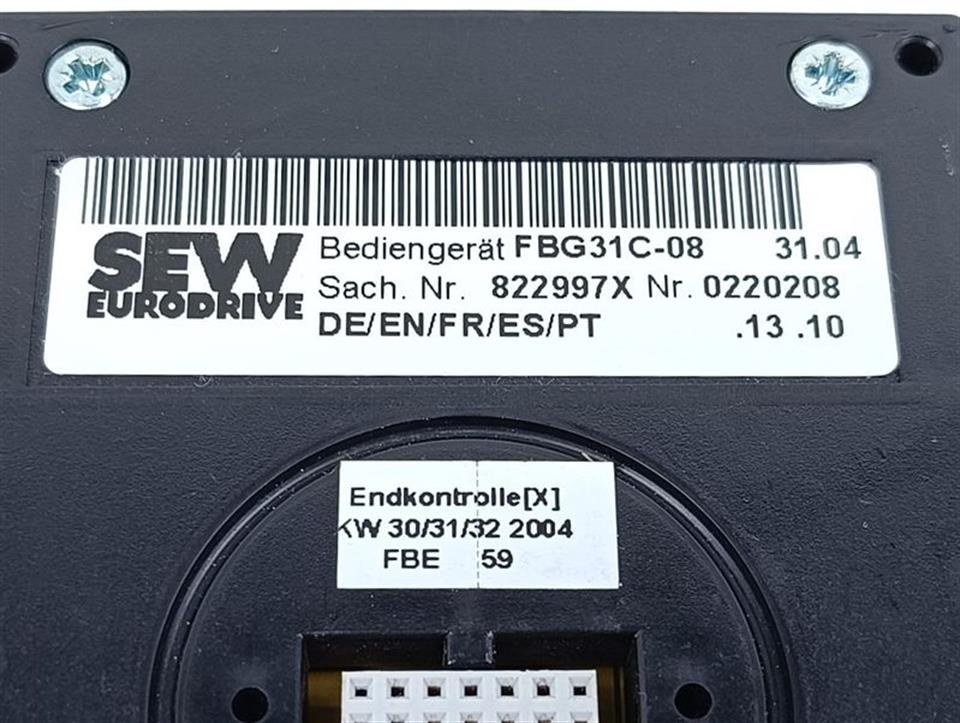 SEW
EURODRIVE
Bediengerät FBG31C-08 31.04
Sach. Nr. 822997X Nr. 0220208
DE/EN/FR/ES/PT .13 .10
Endkontrolle[X]
KW 30/31/32 2004
FBE 59